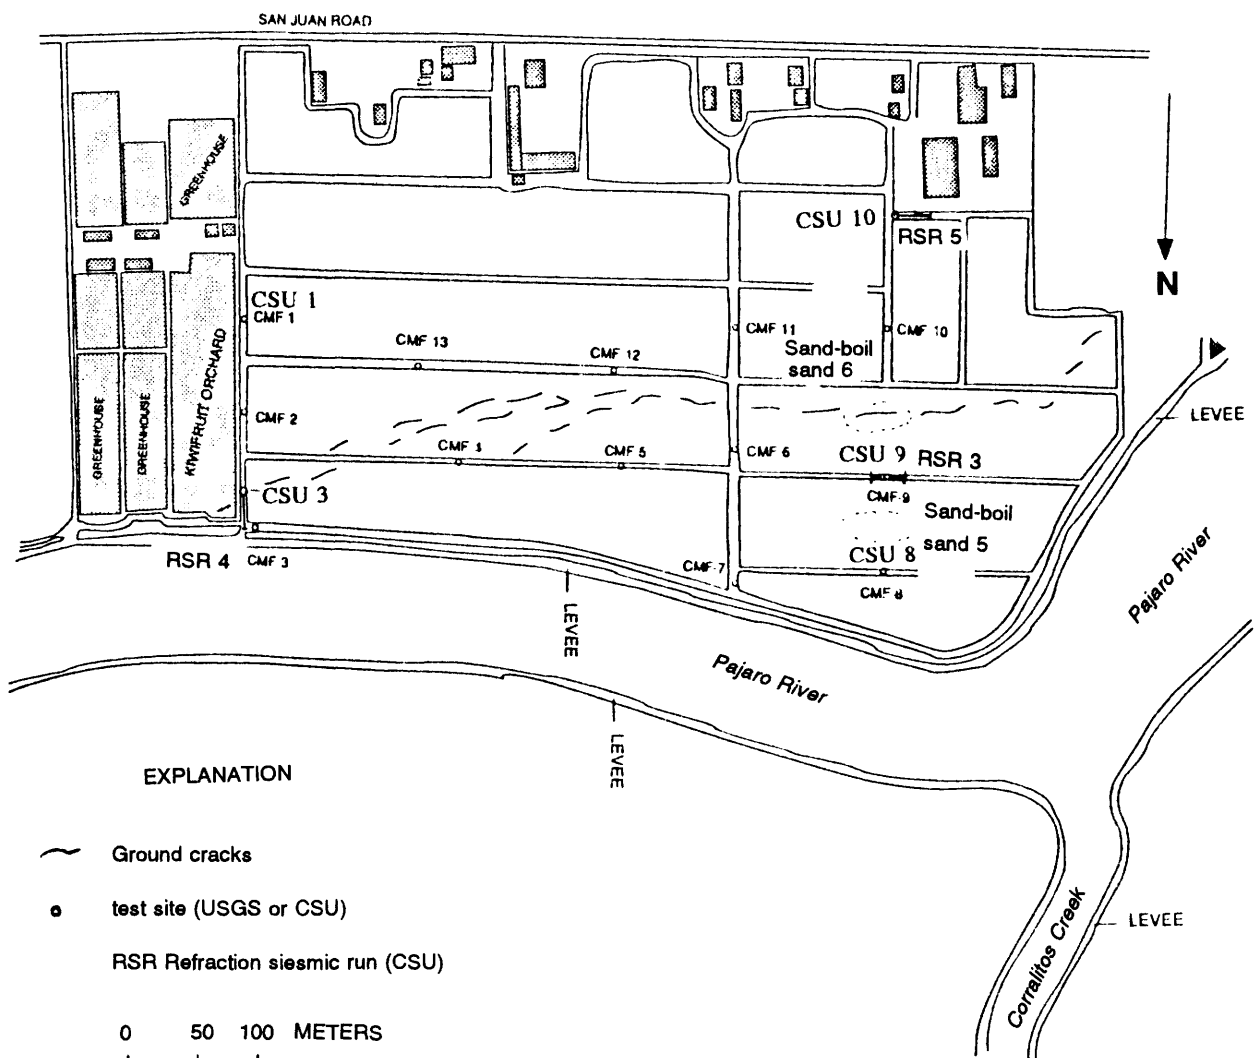 SAN JUAN ROAD
GREENHOUSE
CSU 10
RSR 5
N
CSU 1
CMF 1
CMF 13
CMF 12
CMF 11
CMF 10
Sand-boil
sand 6
KIWIFRUIT ORCHARD
GREENHOUSE
GREENHOUSE
CMF 2
LEVEE
CMF 5
CMF 6
CSU 9
RSR 3
CSU 3
CMF 9
Sand-boil
sand 5
CSU 8
RSR 4
CMF 3
CMF 7
CMF 8
LEVEE
Pajaro River
Pajaro River
LEVEE
EXPLANATION
Ground cracks
test site (USGS or CSU)
RSR Refraction siesmic run (CSU)
0 50 100 METERS
Corralitos Creek
LEVEE